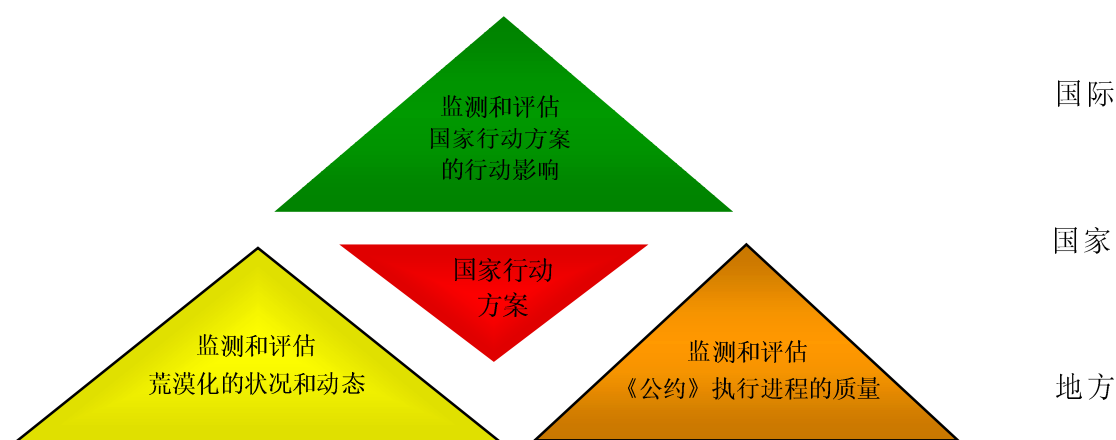 监测和评估
国家行动方案
的行动影响
国际
国家行动
方案
国家
监测和评估
荒漠化的状况和动态
监测和评估
《公约》执行进程的质量
地方